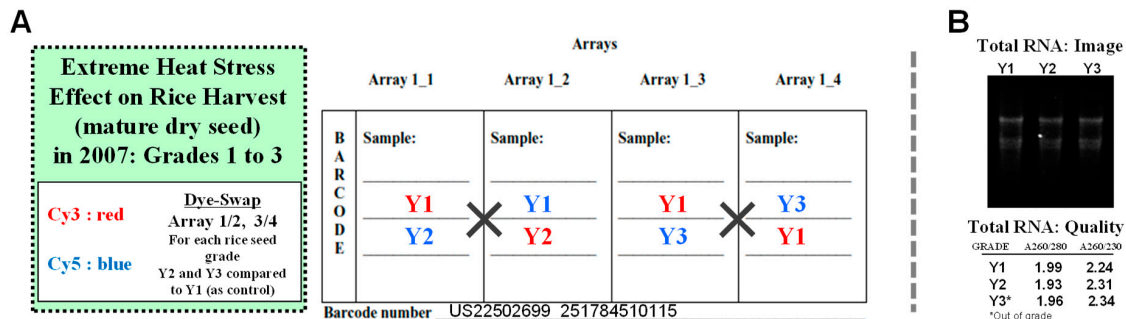 A
Extreme Heat Stress
Effect on Rice Harvest
(mature dry seed)
in 2007: Grades 1 to 3
Cy3 : red
Cy5 : blue
Dye-Swap
Array 1/2, 3/4
For each rice seed
grade
Y2 and Y3 compared
to Y1 (as control)
Arrays
Array 1_1 Array 1_2 Array 1_3 Array 1_4
BARCODE
Sample: Sample: Sample: Sample:
Y1 Y1 Y1 Y3
Y2 Y2 Y3 Y1
Barcode number US22502699 251784510115
B
Total RNA: Image
Y1 Y2 Y3
Total RNA: Quality
GRADE A260/280 A260/230
Y1 1.99 2.24
Y2 1.93 2.31
Y3* 1.96 2.34
*Out of grade